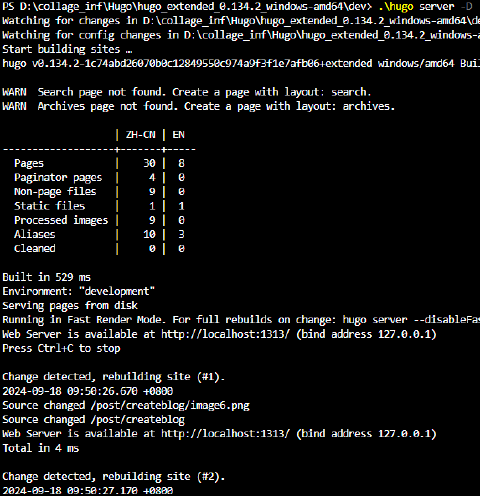 PS D:\collage_inf\Hugo\hugo_extended_0.134.2_windows-amd64\dev> .\hugo server -D
Watching for changes in D:\collage_inf\Hugo\hugo_extended_0.134.2_windows-amd64\de
Watching for config changes in D:\collage_inf\Hugo\hugo_extended_0.134.2_windows-a
Start building sites …
hugo v0.134.2-1c74abd26070b0c12849550c974a9f3f1e7afb06+extended windows/amd64 Buil
WARN  Search page not found. Create a page with layout: search.
WARN  Archives page not found. Create a page with layout: archives.
                   | ZH-CN | EN
-------------------+-------+-----
  Pages            |    30 |  8
  Paginator pages  |     4 |  0
  Non-page files   |     9 |  0
  Static files     |     1 |  1
  Processed images |     9 |  0
  Aliases          |    10 |  3
  Cleaned          |     0 |  0
Built in 529 ms
Environment: "development"
Serving pages from disk
Running in Fast Render Mode. For full rebuilds on change: hugo server --disableFas
Web Server is available at http://localhost:1313/ (bind address 127.0.0.1)
Press Ctrl+C to stop
Change detected, rebuilding site (#1).
2024-09-18 09:50:26.670 +0800
Source changed /post/createblog/image6.png
Source changed /post/createblog
Web Server is available at http://localhost:1313/ (bind address 127.0.0.1)
Total in 4 ms
Change detected, rebuilding site (#2).
2024-09-18 09:50:27.170 +0800